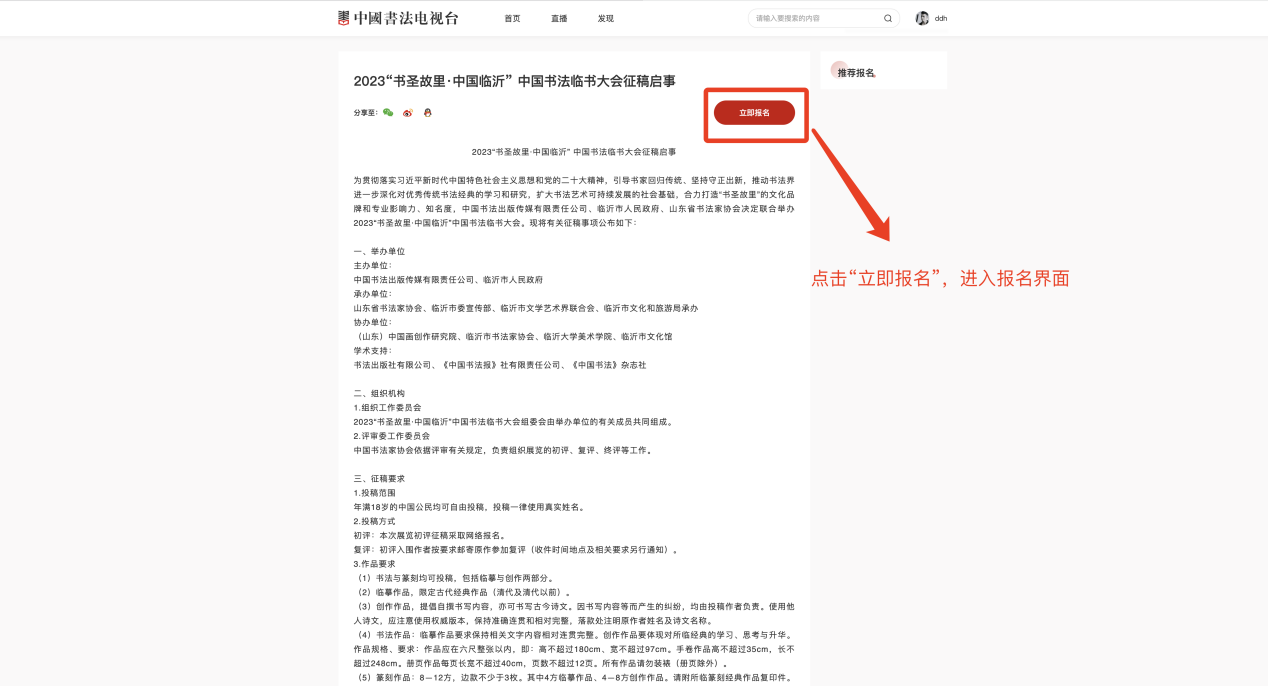 中國書法电视台 首页 直播 发现 请输入要搜索的内容 ddh
2023“书圣故里·中国临沂” 中国书法临书大会征稿启事
推荐报名
分享至：
立即报名
2023“书圣故里·中国临沂” 中国书法临书大会征稿启事
为贯彻落实习近平新时代中国特色社会主义思想和党的二十大精神，引导书家回归传统、坚持守正出新，推动书法界
进一步深化对优秀传统书法经典的学习和研究，扩大书法艺术可持续发展的社会基础，合力打造“书圣故里”的文化品
牌和专业影响力、知名度，中国书法出版传媒有限责任公司、临沂市人民政府、山东省书法家协会决定联合举办
2023“书圣故里·中国临沂”中国书法临书大会。现将有关征稿事项公布如下：
点击“立即报名”，进入报名界面
一、举办单位
主办单位：
中国书法出版传媒有限责任公司、临沂市人民政府
承办单位：
山东省书法家协会、临沂市委宣传部、临沂市文学艺术界联合会、临沂市文化和旅游局承办
协办单位：
（山东）中国画创作研究院、临沂市书法家协会、临沂大学美术学院、临沂市文化馆
学术支持：
书法出版社有限公司、《中国书法报》社有限责任公司、《中国书法》杂志社
二、组织机构
1.组织工作委员会
2023“书圣故里·中国临沂”中国书法临书大会组委会由举办单位的有关成员共同组成。
2.评审委工作委员会
中国书法家协会依据评审有关规定，负责组织展览的初评、复评、终评等工作。
三、征稿要求
1.投稿范围
年满18岁的中国公民均可自由投稿，投稿一律使用真实姓名。
2.投稿方式
初评：本次展览初评征稿采取网络报名。
复评：初评入围作者按要求邮寄原作参加复评（收件时间地点及相关要求另行通知）。
3.作品要求
（1）书法与篆刻均可投稿，包括临摹与创作两部分。
（2）临摹作品，限定古代经典作品（清代及清代以前）。
（3）创作作品，提倡自撰书写内容，亦可书写古今诗文。因书写内容等而产生的纠纷，均由投稿作者负责。使用他
人诗文，应注意使用权威版本，保持准确连贯和相对完整，落款处注明原作者姓名及诗文名称。
（4）书法作品：临摹作品要求保持相关文字内容相对连贯完整。创作作品要体现对所临经典的学习、思考与升华。
作品规格、要求：作品应在六尺整张以内，即：高不超过180cm、宽不超过97cm。手卷作品高不超过35cm，长不
超过248cm。册页作品每页长宽不超过40cm，页数不超过12页。所有作品请勿装裱（册页除外）。
（5）篆刻作品：8—12方，边款不少于3枚。其中4方临摹作品、4—8方创作作品。请附所临篆刻经典作品复印件。